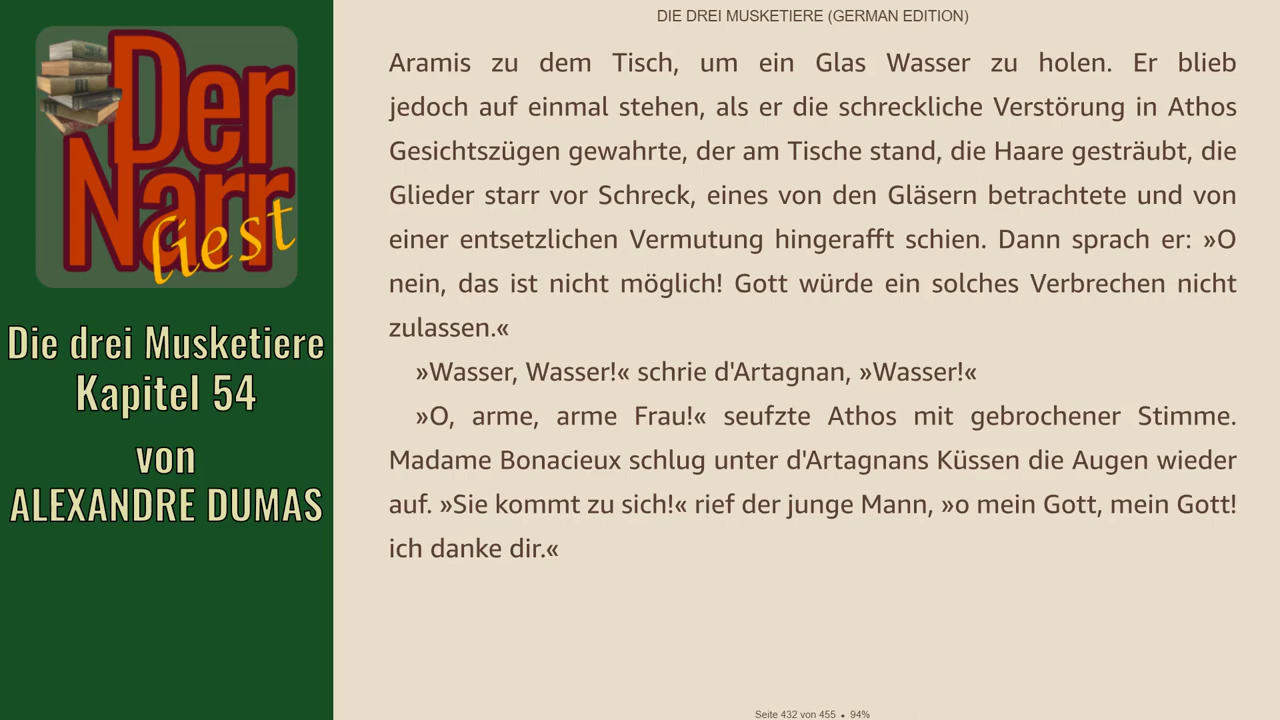 Der
Narr
liest
Die drei Musketiere
Kapitel 54
von
ALEXANDRE DUMAS
DIE DREI MUSKETIERE (GERMAN EDITION)
Aramis zu dem Tisch, um ein Glas Wasser zu holen. Er blieb
jedoch auf einmal stehen, als er die schreckliche Verstörung in Athos
Gesichtszügen gewahrte, der am Tische stand, die Haare gesträubt, die
Glieder starr vor Schreck, eines von den Gläsern betrachtete und von
einer entsetzlichen Vermutung hingerafft schien. Dann sprach er: »O
nein, das ist nicht möglich! Gott würde ein solches Verbrechen nicht
zulassen.«
»Wasser, Wasser!« schrie d'Artagnan, »Wasser!«
»O, arme, arme Frau!« seufzte Athos mit gebrochener Stimme.
Madame Bonacieux schlug unter d'Artagnans Küssen die Augen wieder
auf. »Sie kommt zu sich!« rief der junge Mann, »o mein Gott, mein Gott!
ich danke dir.«
Seite 432 von 455 • 94%